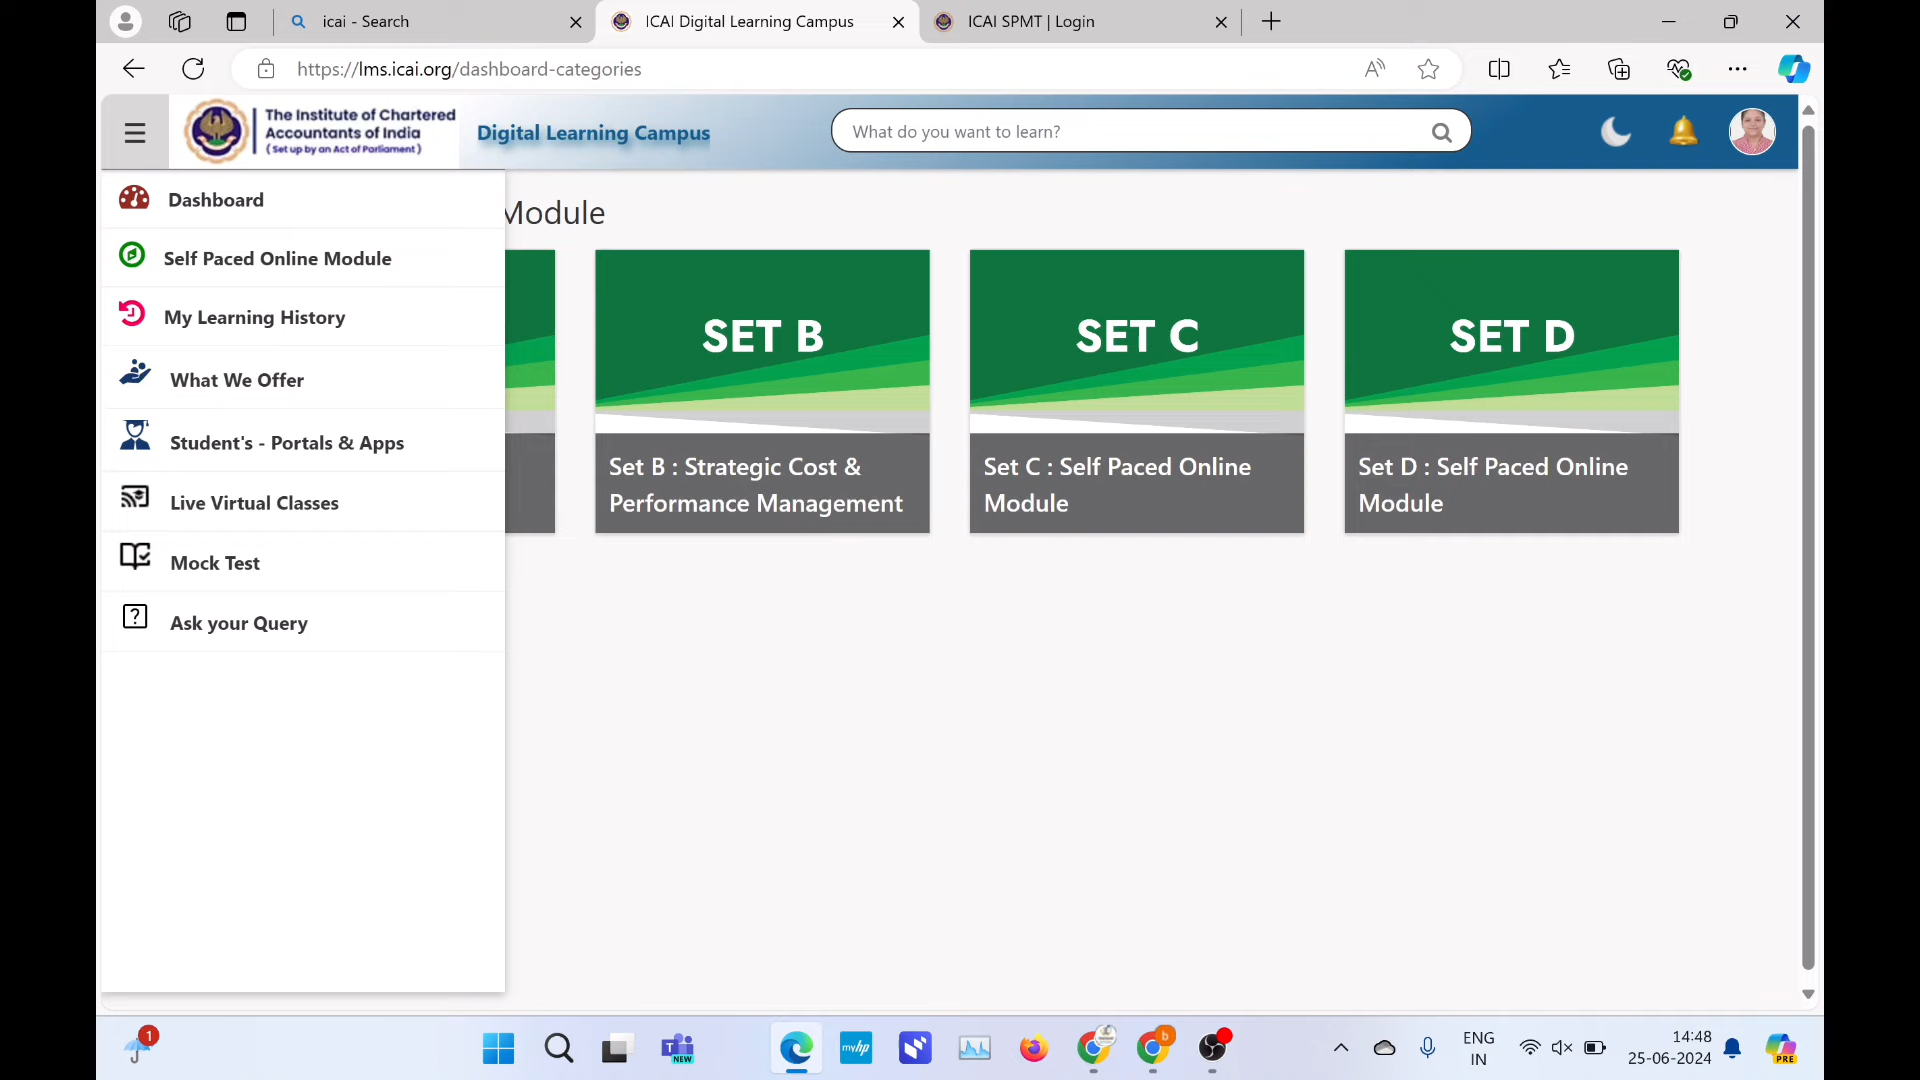 icai - Search
ICAI Digital Learning Campus
ICAI SPMT | Login
https://lms.icai.org/dashboard-categories
The Institute of Chartered
Accountants of India
(Set up by an Act of Parliament)
Digital Learning Campus
What do you want to learn?
Dashboard
Self Paced Online Module
My Learning History
What We Offer
Student's - Portals & Apps
Live Virtual Classes
Mock Test
Ask your Query
Module
SET B
Set B : Strategic Cost &
Performance Management
SET C
Set C : Self Paced Online
Module
SET D
Set D : Self Paced Online
Module
1
NEW
myhp
b
ENG
IN
14:48
25-06-2024
PRE